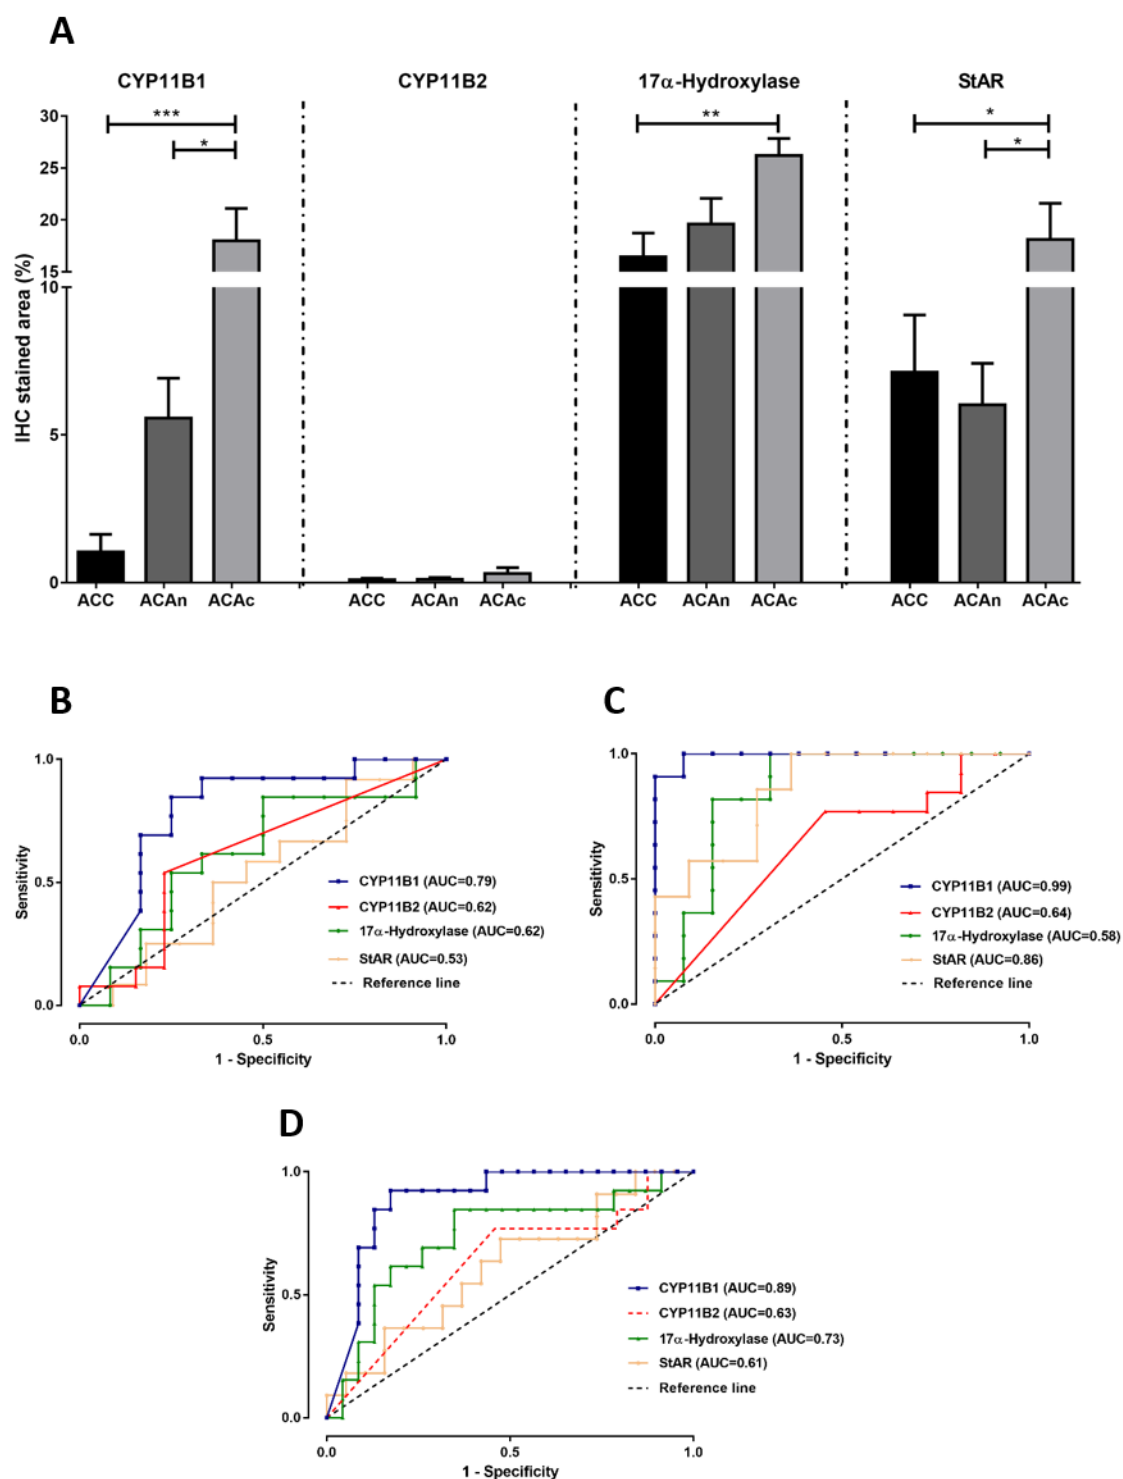 A
CYP11B1 CYP11B2 17α-Hydroxylase StAR
*** * ** * *
30
25
20
15
10
5
0
IHC stained area (%)
ACC ACAn ACAc ACC ACAn ACAc ACC ACAn ACAc ACC ACAn ACAc
B
1.0
0.5
0.0
Sensitivity
CYP11B1 (AUC=0.79)
CYP11B2 (AUC=0.62)
17α-Hydroxylase (AUC=0.62)
StAR (AUC=0.53)
Reference line
0.0 0.5 1.0
1 - Specificity
C
1.0
0.5
0.0
Sensitivity
CYP11B1 (AUC=0.99)
CYP11B2 (AUC=0.64)
17α-Hydroxylase (AUC=0.58)
StAR (AUC=0.86)
Reference line
0.0 0.5 1.0
1 - Specificity
D
1.0
0.5
0.0
Sensitivity
CYP11B1 (AUC=0.89)
CYP11B2 (AUC=0.63)
17α-Hydroxylase (AUC=0.73)
StAR (AUC=0.61)
Reference line
0.0 0.5 1.0
1 - Specificity